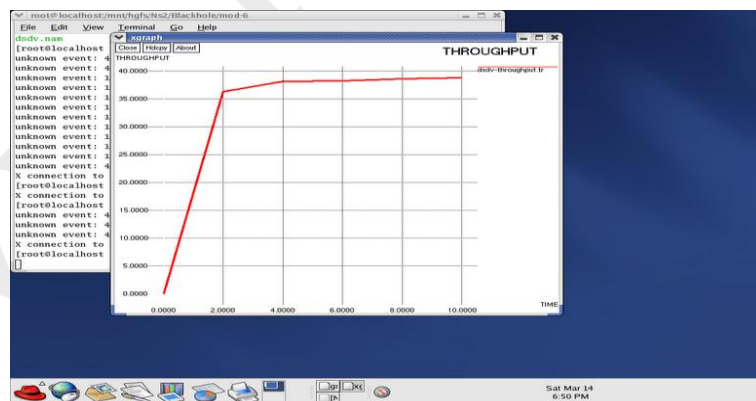 root@localhost:/mnt/hgfs/Ns2/Blackhole/mod-6
File Edit View Terminal Go Help
dsdv.nam
[root@localhost
unknown event: 4
unknown event: 4
unknown event: 1
unknown event: 1
unknown event: 1
unknown event: 1
unknown event: 1
unknown event: 1
unknown event: 1
unknown event: 1
unknown event: 4
X connection to
[root@localhost
X connection to
[root@localhost
unknown event: 4
unknown event: 4
X connection to
[root@localhost
xgraph
Close Hdcpy About
THROUGHPUT
THROUGHPUT
dsdv-throughput.tr
40.0000
35.0000
30.0000
25.0000
20.0000
15.0000
10.0000
5.0000
0.0000
0.0000 2.0000 4.0000 6.0000 8.0000 10.0000
TIME
Sat Mar 14
6:50 PM